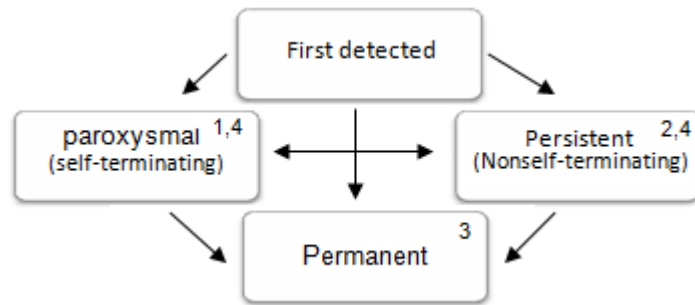 First detected
paroxysmal 1,4
(self-terminating)
Persistent 2,4
(Nonself-terminating)
Permanent 3